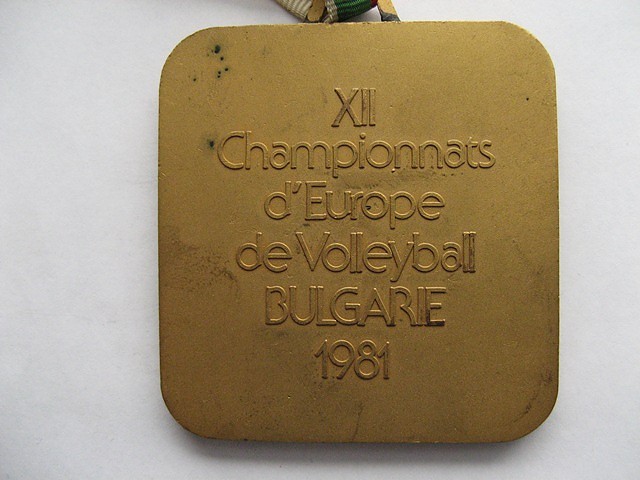 XII
Championnats
d'Europe
de Volleyball
BULGARIE
1981